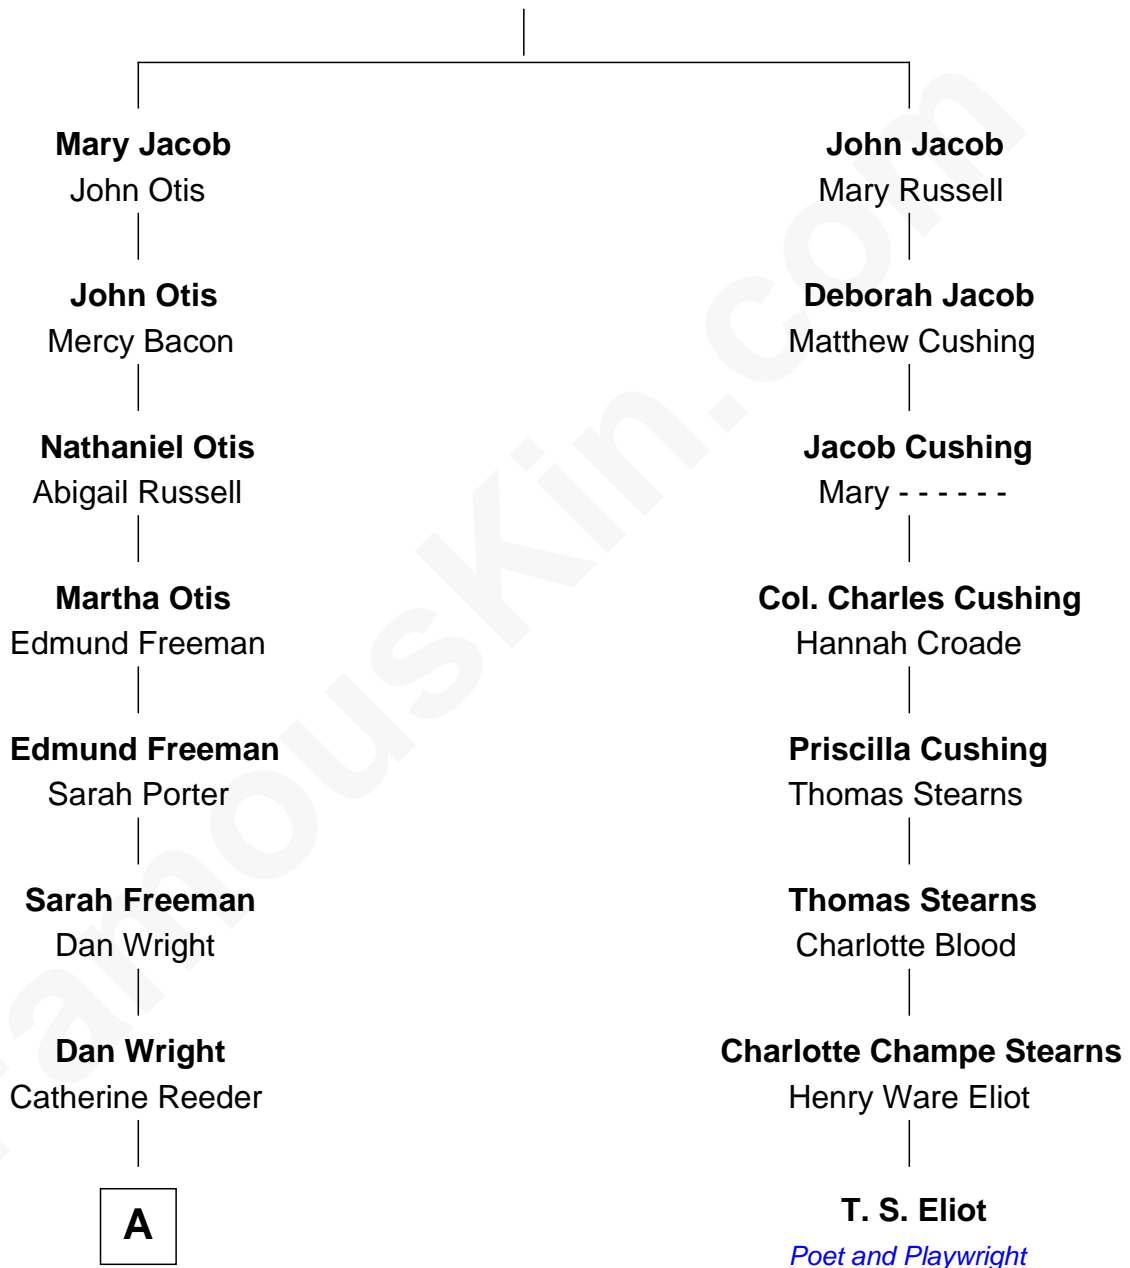 Mary Jacob
John Otis
John Otis
Mercy Bacon
Nathaniel Otis
Abigail Russell
Martha Otis
Edmund Freeman
Edmund Freeman
Sarah Porter
Sarah Freeman
Dan Wright
Dan Wright
Catherine Reeder
A
John Jacob
Mary Russell
Deborah Jacob
Matthew Cushing
Jacob Cushing
Mary - - - - - -
Col. Charles Cushing
Hannah Croade
Priscilla Cushing
Thomas Stearns
Thomas Stearns
Charlotte Blood
Charlotte Champe Stearns
Henry Ware Eliot
T. S. Eliot
Poet and Playwright
FamousKin.com